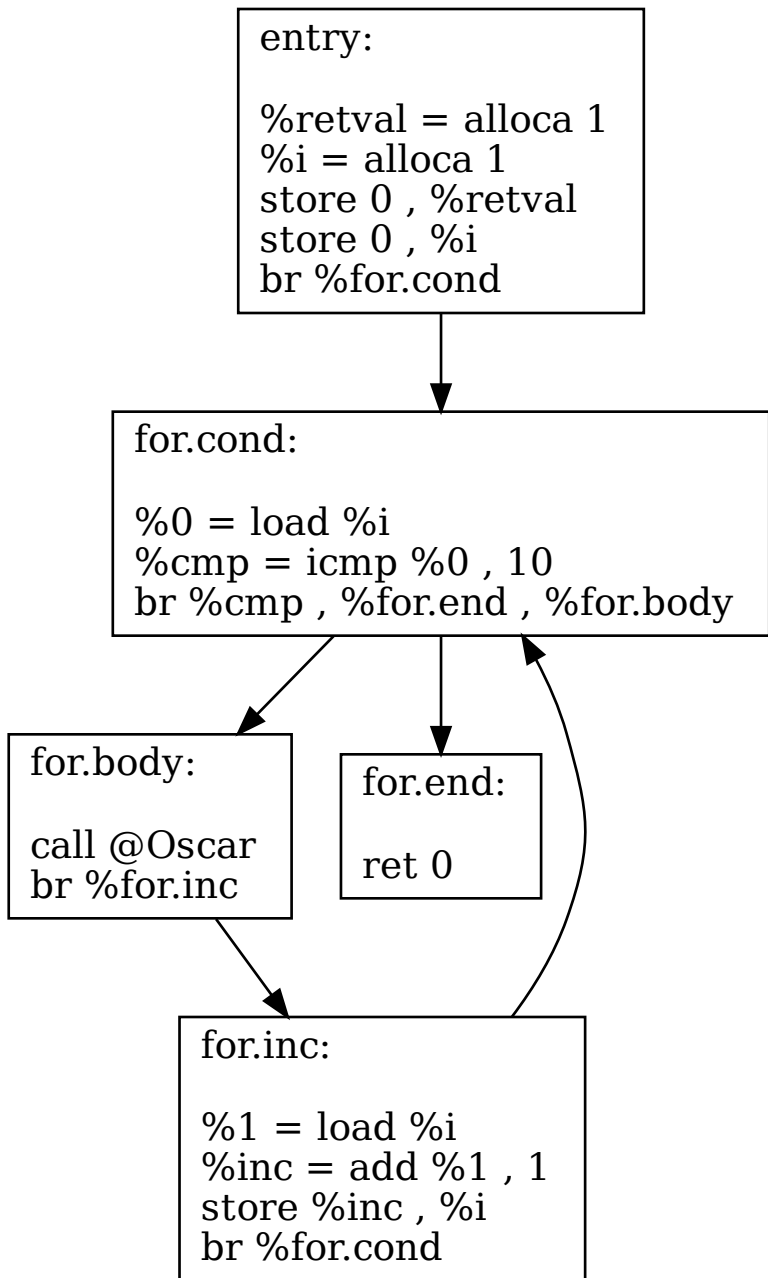 entry:
%retval = alloca 1
%i = alloca 1
store 0 , %retval
store 0 , %i
br %for.cond
for.cond:
%0 = load %i
%cmp = icmp %0 , 10
br %cmp , %for.end , %for.body
for.body:
call @Oscar
br %for.inc
for.end:
ret 0
for.inc:
%1 = load %i
%inc = add %1 , 1
store %inc , %i
br %for.cond